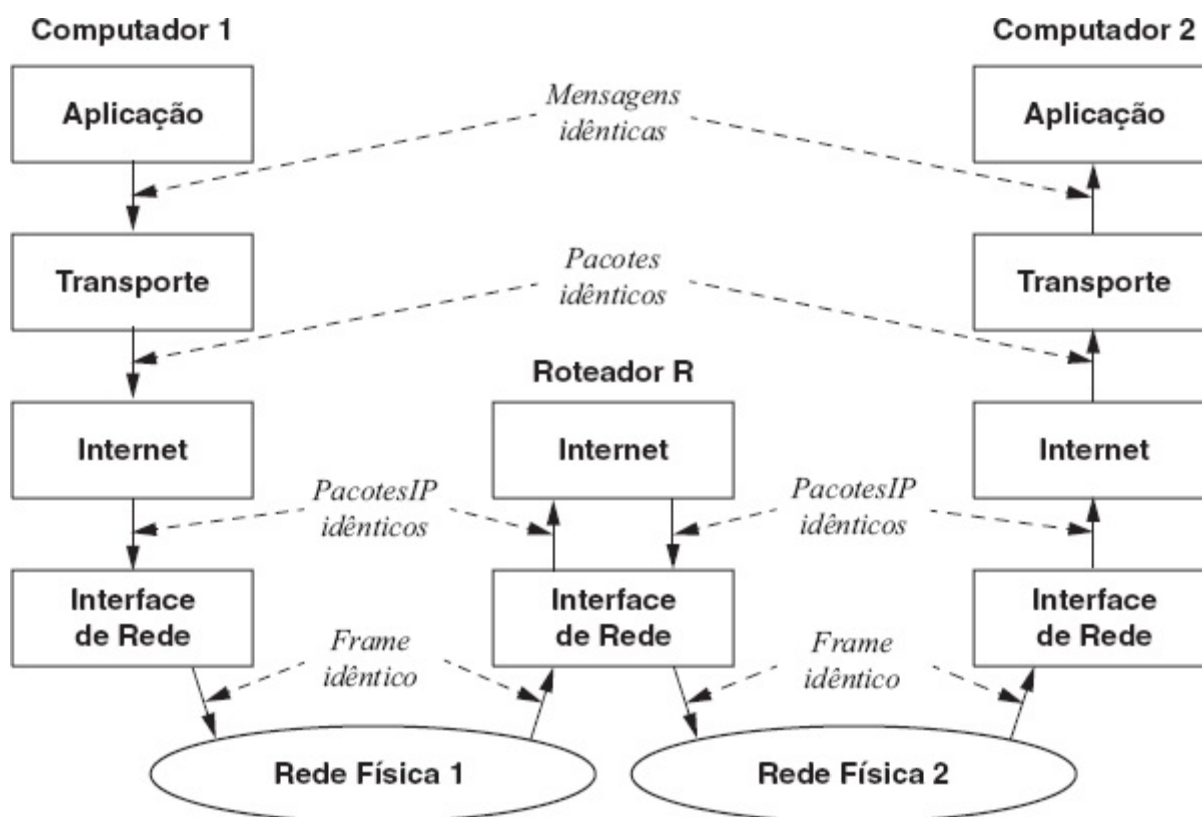 Computador 1
Computador 2
Aplicação
Mensagens
idênticas
Aplicação
Transporte
Pacotes
idênticos
Transporte
Roteador R
Internet
Internet
Internet
PacotesIP
idênticos
PacotesIP
idênticos
Interface
de Rede
Interface
de Rede
Interface
de Rede
Frame
idêntico
Frame
idêntico
Rede Física 1
Rede Física 2